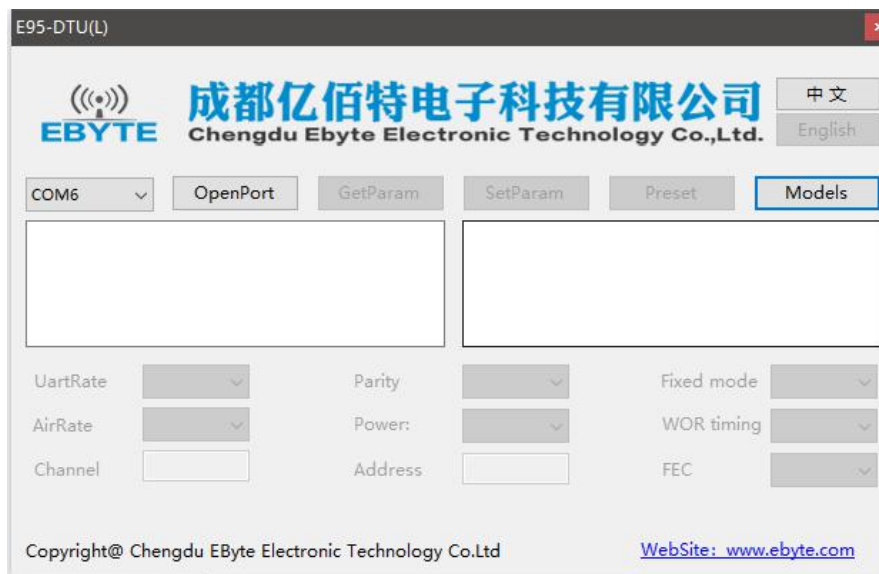 E95-DTU(L)
成都亿佰特电子科技有限公司
EBYTE
Chengdu Ebyte Electronic Technology Co.,Ltd.
中文
English
COM6
OpenPort
GetParam
SetParam
Preset
Models
UartRate
Parity
Fixed mode
AirRate
Power:
WOR timing
Channel
Address
FEC
Copyright@ Chengdu EByte Electronic Technology Co.Ltd
WebSite: www.ebyte.com